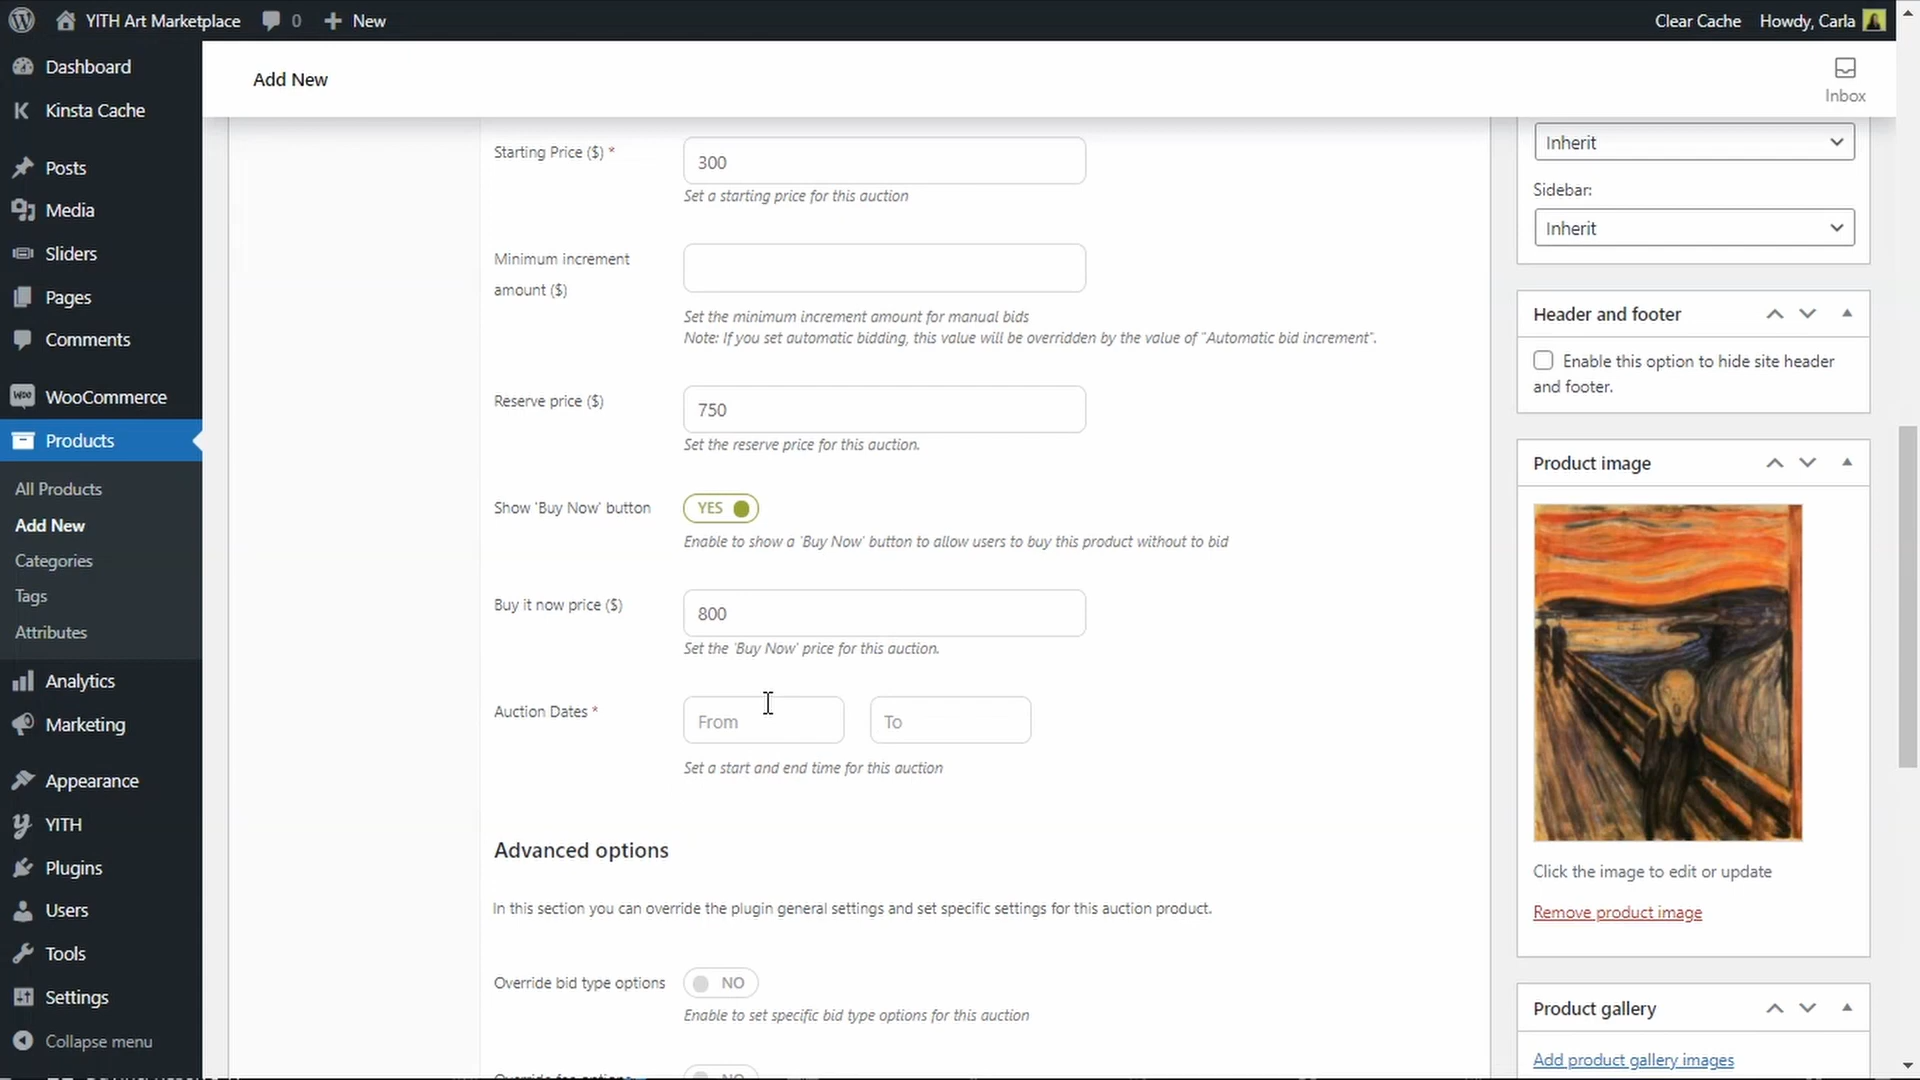 YITH Art Marketplace
0
New
Clear Cache
Howdy, Carla
Dashboard
Kinsta Cache
Posts
Media
Sliders
Pages
Comments
WooCommerce
Products
All Products
Add New
Categories
Tags
Attributes
Analytics
Marketing
Appearance
YITH
Plugins
Users
Tools
Settings
Collapse menu
Add New
Inbox
Starting Price ($) *
300
Set a starting price for this auction
Minimum increment
amount ($)
Set the minimum increment amount for manual bids
Note: If you set automatic bidding, this value will be overridden by the value of "Automatic bid increment".
Reserve price ($)
750
Set the reserve price for this auction.
Show 'Buy Now' button
YES
Enable to show a 'Buy Now' button to allow users to buy this product without to bid
Buy it now price ($)
800
Set the 'Buy Now' price for this auction.
Auction Dates *
From
To
Set a start and end time for this auction
Advanced options
In this section you can override the plugin general settings and set specific settings for this auction product.
Override bid type options
NO
Enable to set specific bid type options for this auction
Override fee options
NO
Inherit
Sidebar:
Inherit
Header and footer
Enable this option to hide site header
and footer.
Product image
Click the image to edit or update
Remove product image
Product gallery
Add product gallery images